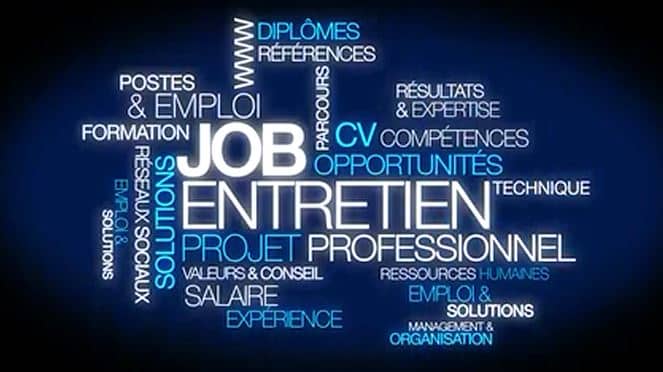 WWW
DIPLÔMES
RÉFÉRENCES
POSTES
& EMPLOI
PARCOURS
RÉSULTATS
& EXPERTISE
FORMATION
JOB
CV COMPÉTENCES
OPPORTUNITÉS
RÉSEAUX SOCIAUX
SOLUTIONS
EMPLOI &
SOLUTIONS
ENTRETIEN
TECHNIQUE
PROJET PROFESSIONNEL
VALEURS & CONSEIL
RESSOURCES HUMAINES
SALAIRE
EMPLOI &
SOLUTIONS
EXPÉRIENCE
MANAGEMENT &
ORGANISATION